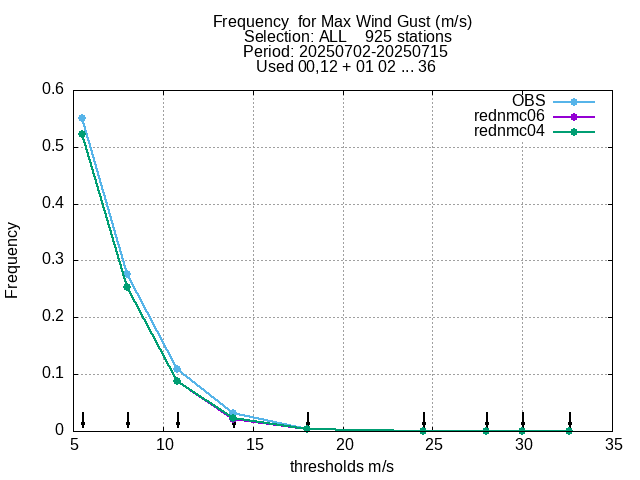 Frequency  for Max Wind Gust (m/s)
Selection: ALL    925 stations
Period: 20250702-20250715
Used 00,12 + 01 02 ... 36
OBS
rednmc06
rednmc04
0.6
0.5
0.4
0.3
0.2
0.1
0
Frequency
5 10 15 20 25 30 35
thresholds m/s